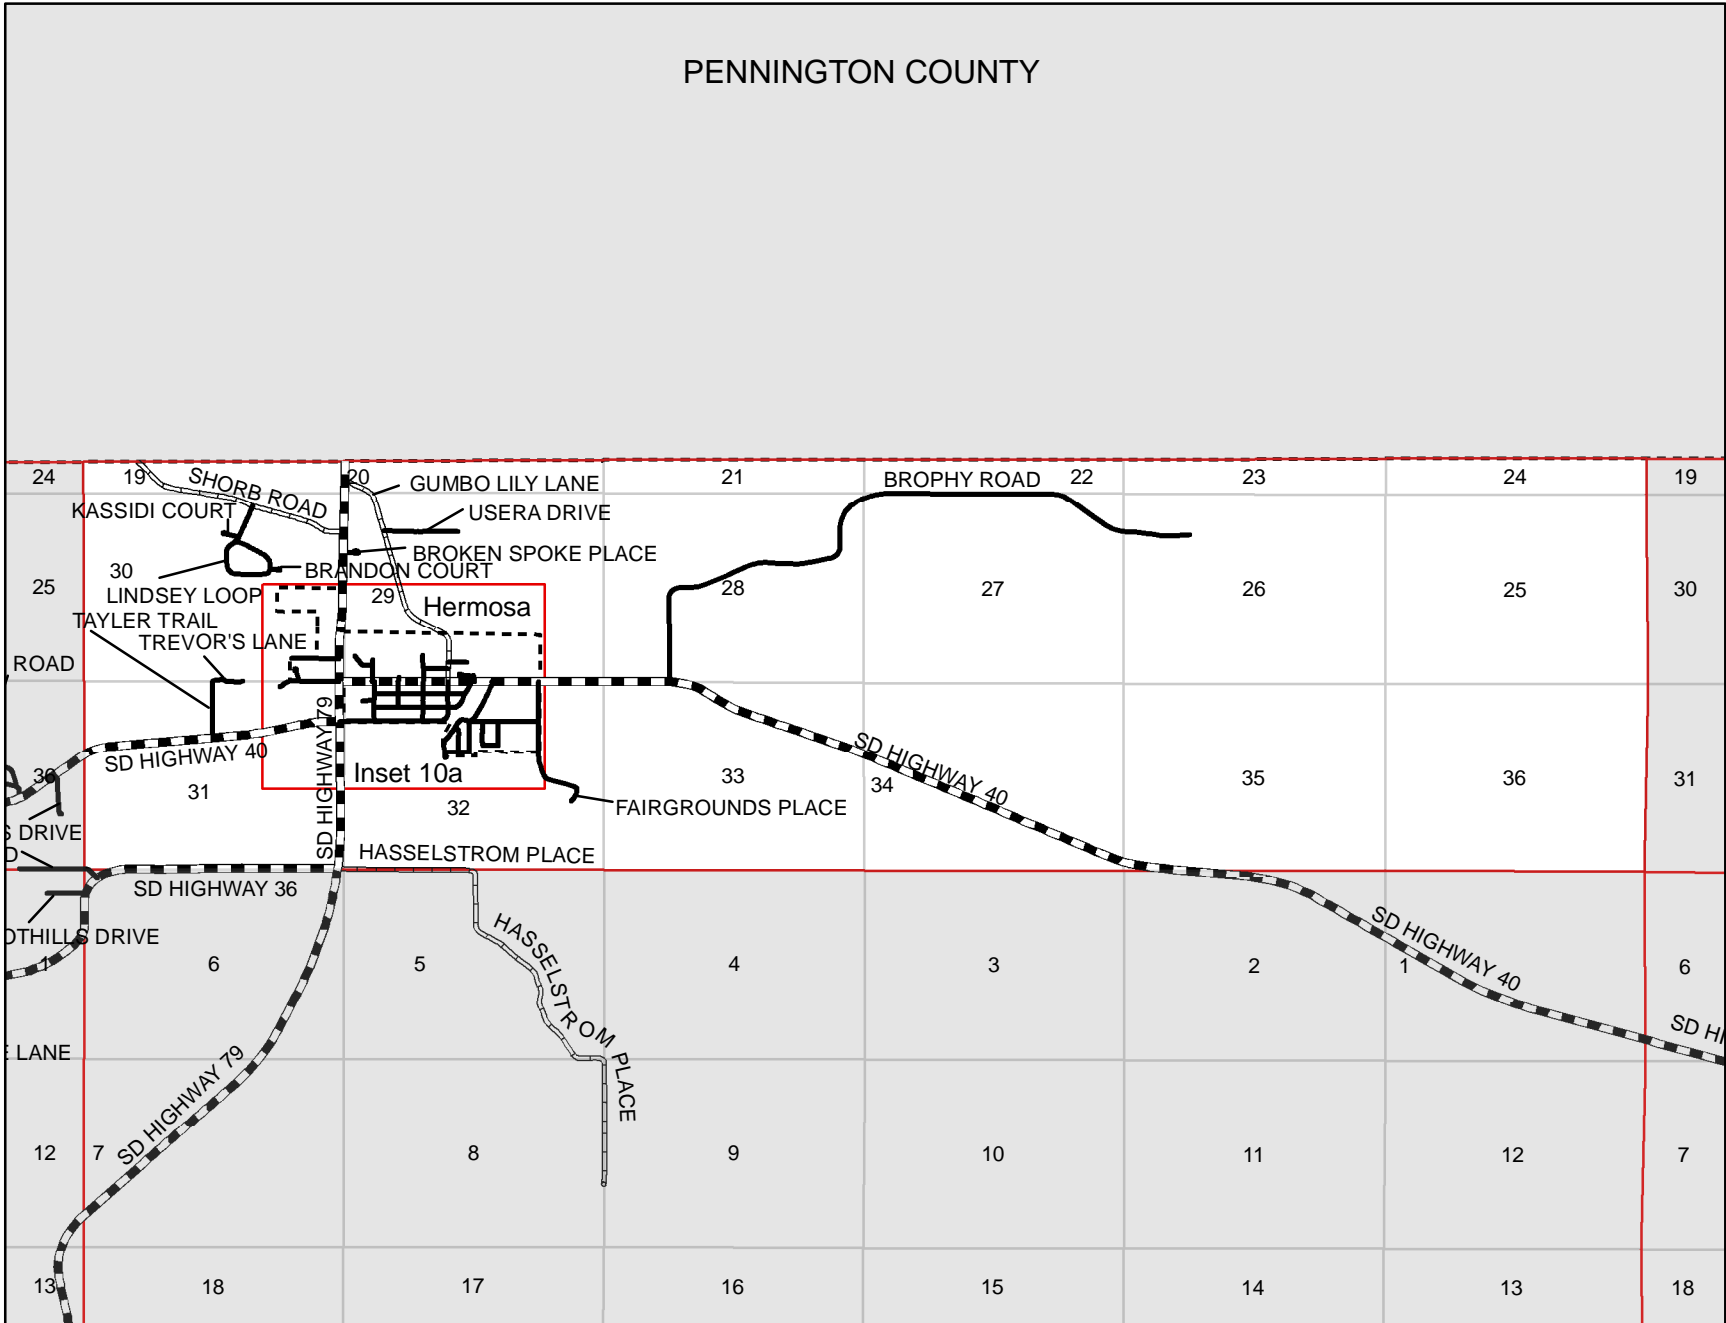 PENNINGTON COUNTY
24
19
20
21
22
23
24
19
SHORB ROAD
GUMBO LILY LANE
BROPHY ROAD
KASSIDI COURT
USERA DRIVE
BROKEN SPOKE PLACE
BRANDON COURT
30
25
LINDSEY LOOP
29
28
27
26
25
30
Hermosa
TAYLER TRAIL
TREVOR'S LANE
ROAD
SD HIGHWAY 79
SD HIGHWAY 40
SD HIGHWAY 40
36
31
Inset 10a
32
33
34
35
36
31
FAIRGROUNDS PLACE
S DRIVE
D
HASSELSTROM PLACE
SD HIGHWAY 36
OTHILLS DRIVE
HASSELSTROM PLACE
SD HIGHWAY 40
1
6
5
4
3
2
1
6
SD HI
E LANE
SD HIGHWAY 79
12
7
8
9
10
11
12
7
13
18
17
16
15
14
13
18